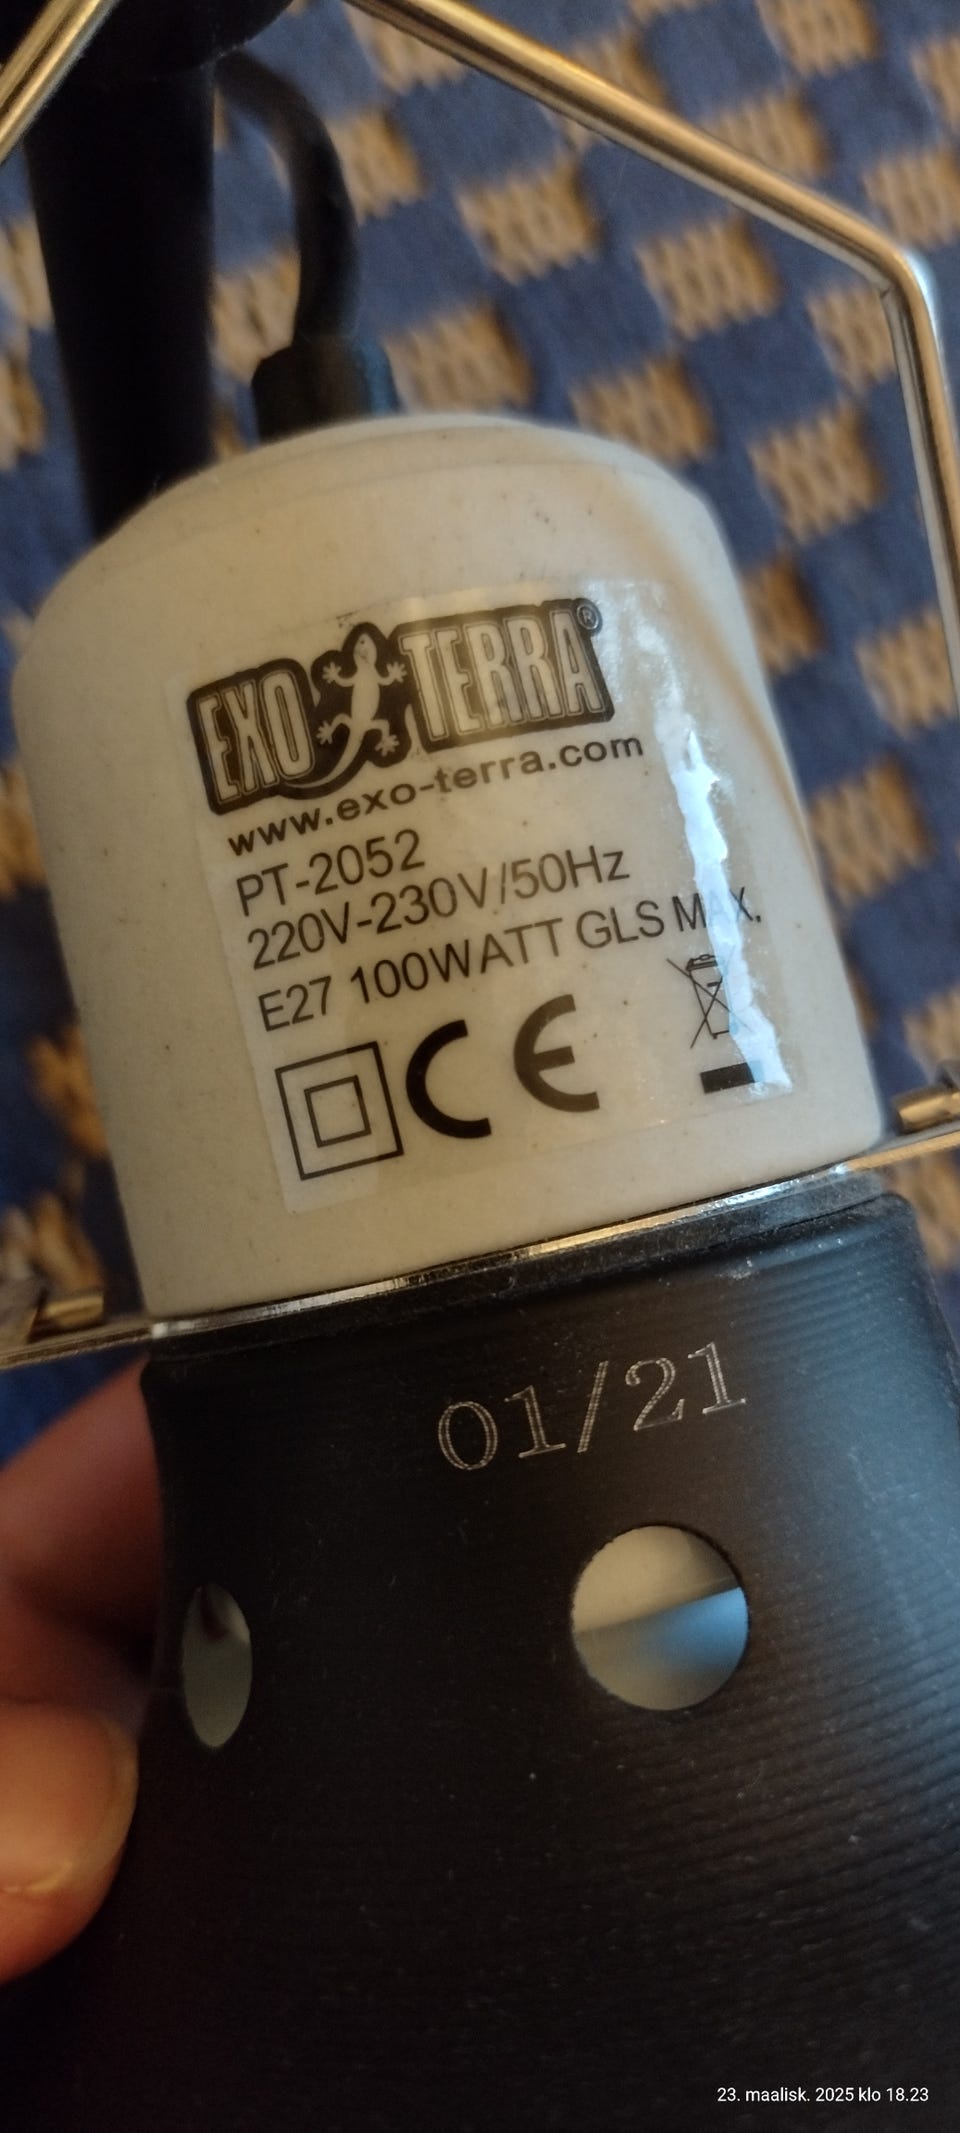 EXO TERRA®
www.exo-terra.com
PT-2052
220V-230V/50Hz
E27 100WATT GLS MAX.
CE
01/21
23. maalisk. 2025 klo 18.23